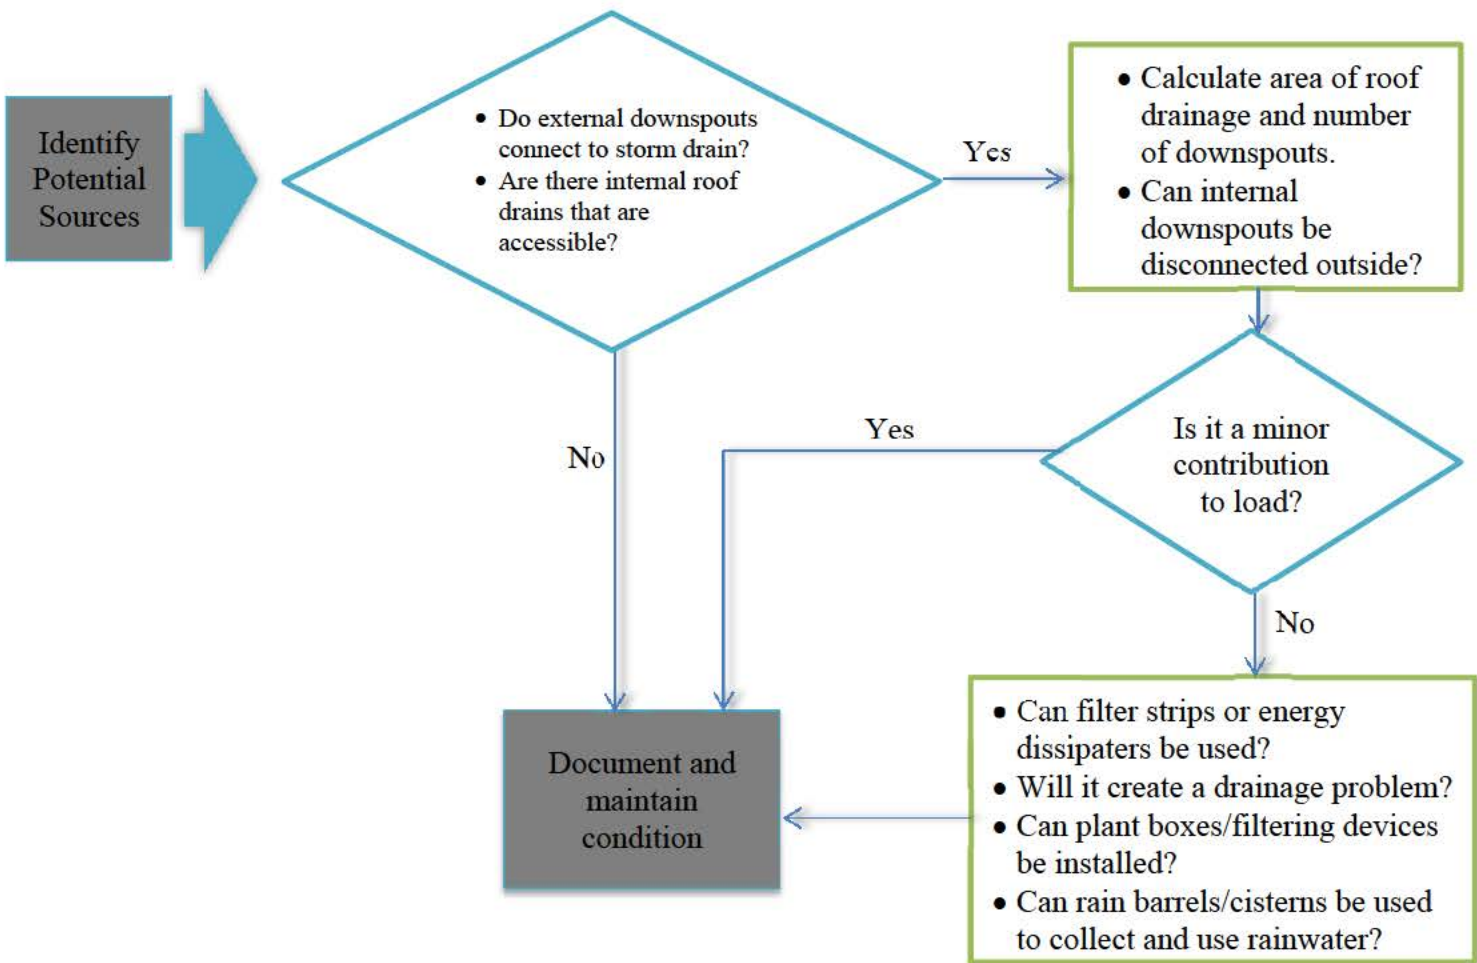 Identify
Potential
Sources
• Do external downspouts
connect to storm drain?
• Are there internal roof
drains that are
accessible?
Yes
• Calculate area of roof
drainage and number
of downspouts.
• Can internal
downspouts be
disconnected outside?
No
Yes
Is it a minor
contribution
to load?
No
Document and
maintain
condition
• Can filter strips or energy
dissipaters be used?
• Will it create a drainage problem?
• Can plant boxes/filtering devices
be installed?
• Can rain barrels/cisterns be used
to collect and use rainwater?